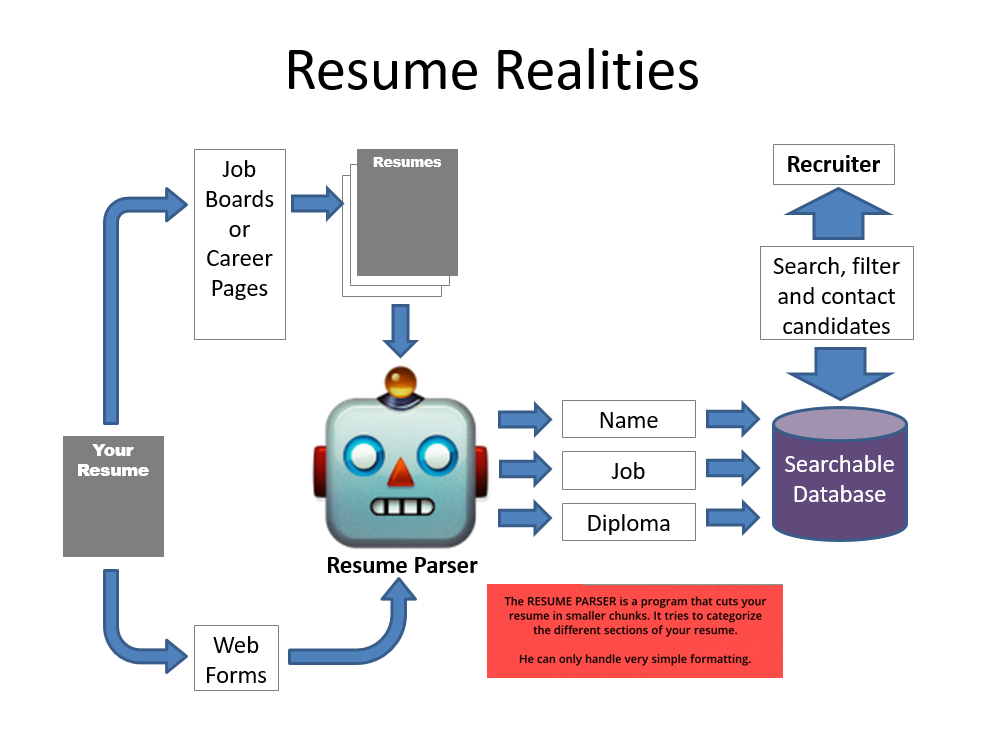 Resume Realities
Job
Boards
or
Career
Pages
Resumes
Recruiter
Search, filter
and contact
candidates
Your
Resume
Name
Job
Diploma
Searchable
Database
Resume Parser
Web
Forms
The RESUME PARSER is a program that cuts your
resume in smaller chunks. It tries to categorize
the different sections of your resume.
He can only handle very simple formatting.